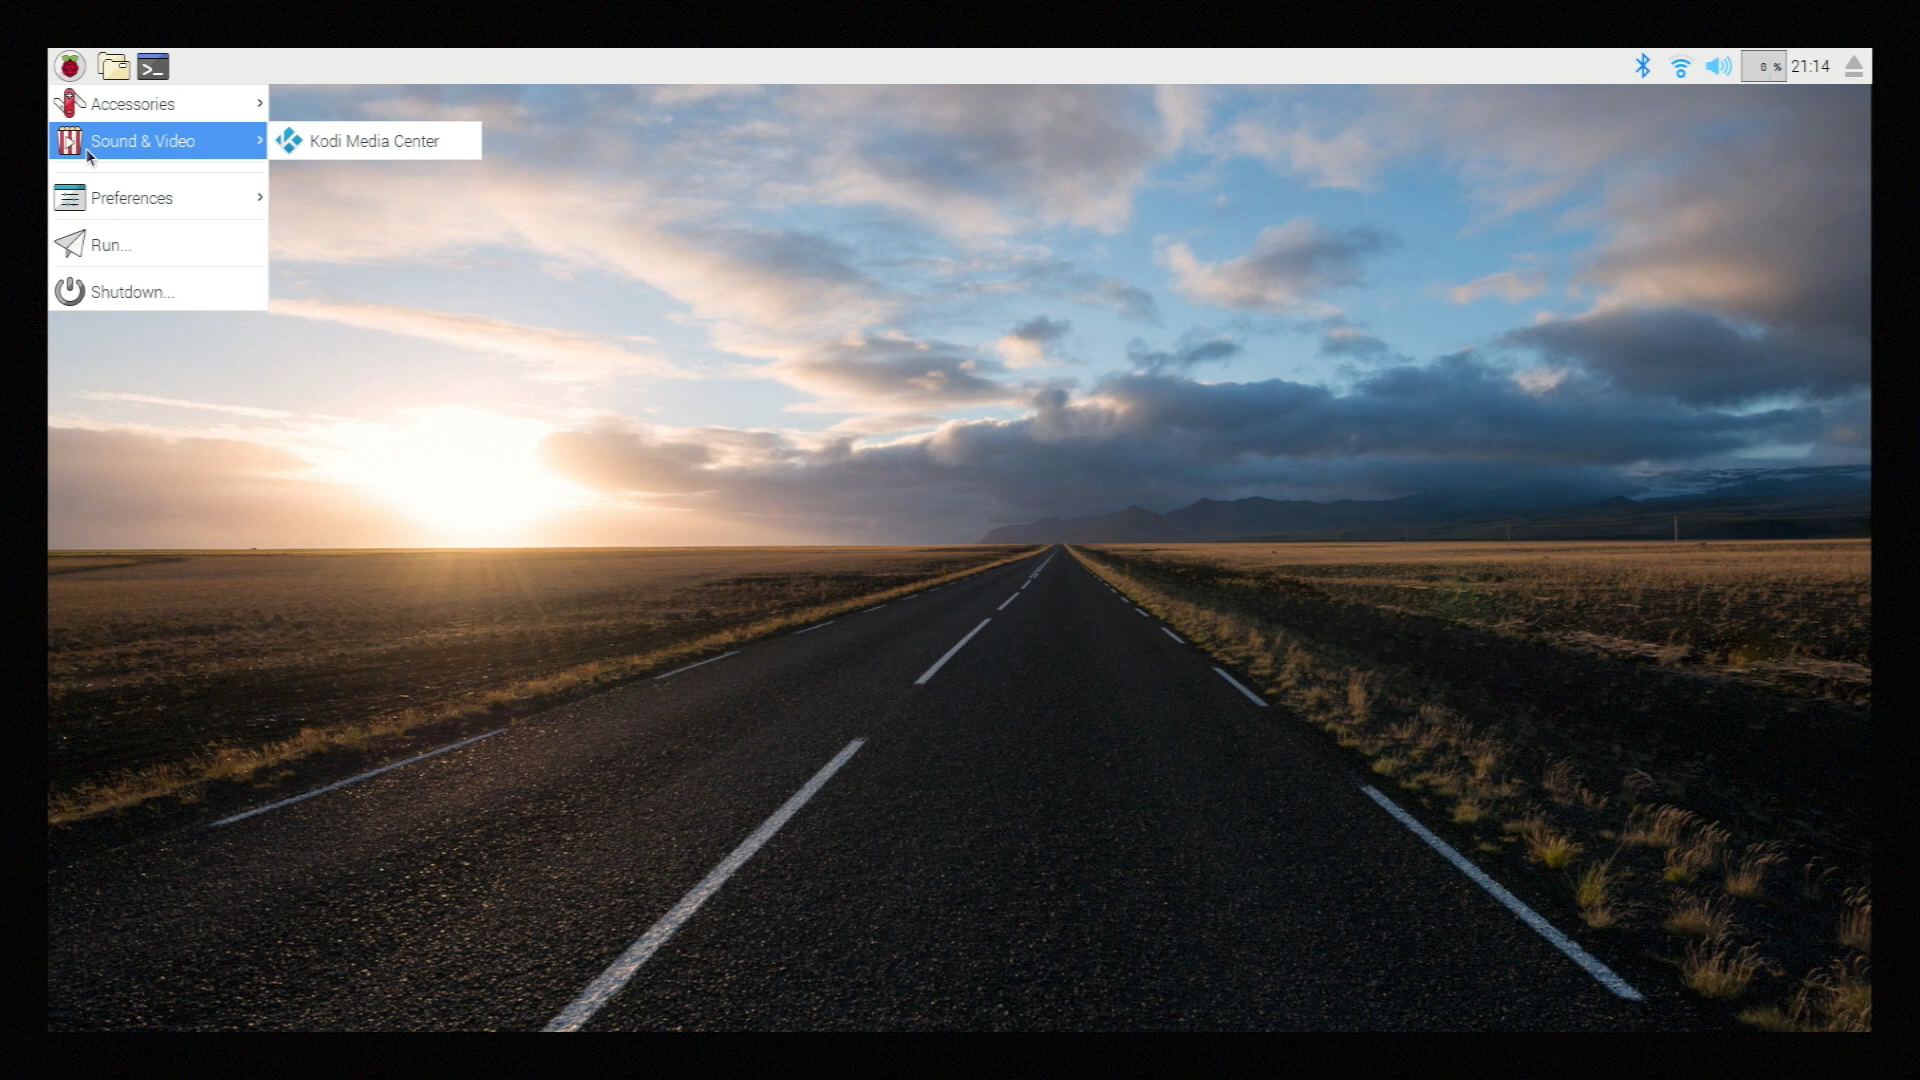 0 % 21:14
Accessories
Sound & Video
Kodi Media Center
Preferences
Run...
Shutdown...